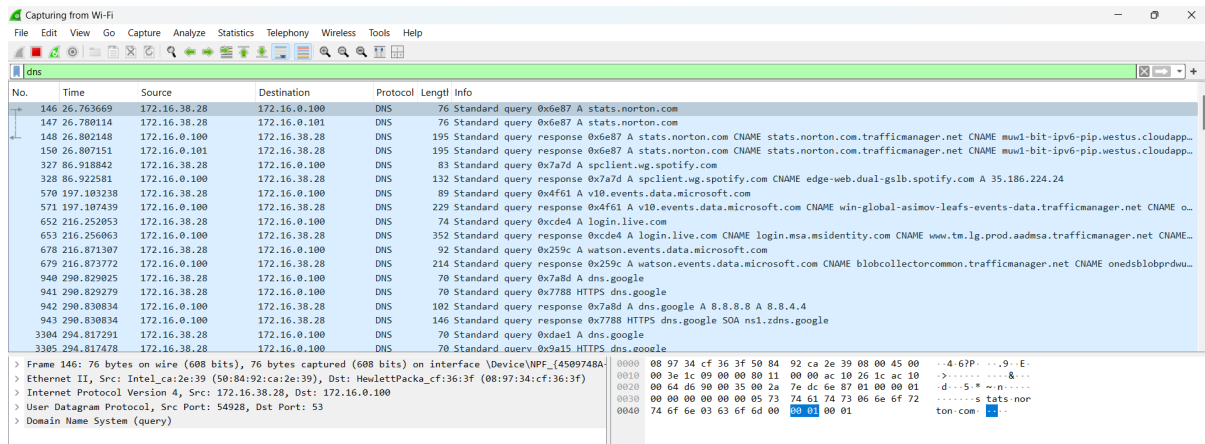 Capturing from Wi-Fi
File Edit View Go Capture Analyze Statistics Telephony Wireless Tools Help
dns
No. Time Source Destination Protocol Length Info
146 26.763669 172.16.38.28 172.16.0.100 DNS 76 Standard query 0x6e87 A stats.norton.com
147 26.780114 172.16.38.28 172.16.0.101 DNS 76 Standard query 0x6e87 A stats.norton.com
148 26.802148 172.16.0.100 172.16.38.28 DNS 195 Standard query response 0x6e87 A stats.norton.com CNAME stats.norton.com.trafficmanager.net CNAME muw1-bit-ipv6-pip.westus.cloudapp…
150 26.807151 172.16.0.101 172.16.38.28 DNS 195 Standard query response 0x6e87 A stats.norton.com CNAME stats.norton.com.trafficmanager.net CNAME muw1-bit-ipv6-pip.westus.cloudapp…
327 86.918842 172.16.38.28 172.16.0.100 DNS 83 Standard query 0x7a7d A spclient.wg.spotify.com
328 86.922581 172.16.0.100 172.16.38.28 DNS 132 Standard query response 0x7a7d A spclient.wg.spotify.com CNAME edge-web.dual-gslb.spotify.com A 35.186.224.24
570 197.103238 172.16.38.28 172.16.0.100 DNS 89 Standard query 0x4f61 A v10.events.data.microsoft.com
571 197.107439 172.16.0.100 172.16.38.28 DNS 229 Standard query response 0x4f61 A v10.events.data.microsoft.com CNAME win-global-asimov-leafs-events-data.trafficmanager.net CNAME o…
652 216.252053 172.16.38.28 172.16.0.100 DNS 74 Standard query 0xcde4 A login.live.com
653 216.256063 172.16.0.100 172.16.38.28 DNS 352 Standard query response 0xcde4 A login.live.com CNAME login.msa.msidentity.com CNAME www.tm.lg.prod.aadmsa.trafficmanager.net CNAME…
678 216.871307 172.16.38.28 172.16.0.100 DNS 92 Standard query 0x259c A watson.events.data.microsoft.com
679 216.873772 172.16.0.100 172.16.38.28 DNS 214 Standard query response 0x259c A watson.events.data.microsoft.com CNAME blobcollectorcommon.trafficmanager.net CNAME onedsblobprdwu…
940 290.829025 172.16.38.28 172.16.0.100 DNS 70 Standard query 0x7a8d A dns.google
941 290.829279 172.16.38.28 172.16.0.100 DNS 70 Standard query 0x7788 HTTPS dns.google
942 290.830834 172.16.0.100 172.16.38.28 DNS 102 Standard query response 0x7a8d A dns.google A 8.8.8.8 A 8.8.4.4
943 290.830834 172.16.0.100 172.16.38.28 DNS 146 Standard query response 0x7788 HTTPS dns.google SOA ns1.zdns.google
3304 294.817291 172.16.38.28 172.16.0.100 DNS 70 Standard query 0xdae1 A dns.google
3305 294.817478 172.16.38.28 172.16.0.100 DNS 70 Standard query 0x9a15 HTTPS dns.google
> Frame 146: 76 bytes on wire (608 bits), 76 bytes captured (608 bits) on interface \Device\NPF_{4509748A-
> Ethernet II, Src: Intel_ca:2e:39 (50:84:92:ca:2e:39), Dst: HewlettPacka_cf:36:3f (08:97:34:cf:36:3f)
> Internet Protocol Version 4, Src: 172.16.38.28, Dst: 172.16.0.100
> User Datagram Protocol, Src Port: 54928, Dst Port: 53
> Domain Name System (query)
0000 08 97 34 cf 36 3f 50 84 92 ca 2e 39 08 00 45 00 ··4·6?P· ··.9··E·
0010 00 3e 1c 09 00 00 80 11 00 00 ac 10 26 1c ac 10 ·>······ ····&···
0020 00 64 d6 90 00 35 00 2a 7e dc 6e 87 01 00 00 01 ·d···5·* ~·n·····
0030 00 00 00 00 00 00 05 73 74 61 74 73 06 6e 6f 72 ·······s tats·nor
0040 74 6f 6e 03 63 6f 6d 00 00 01 00 01 ton·com· ····